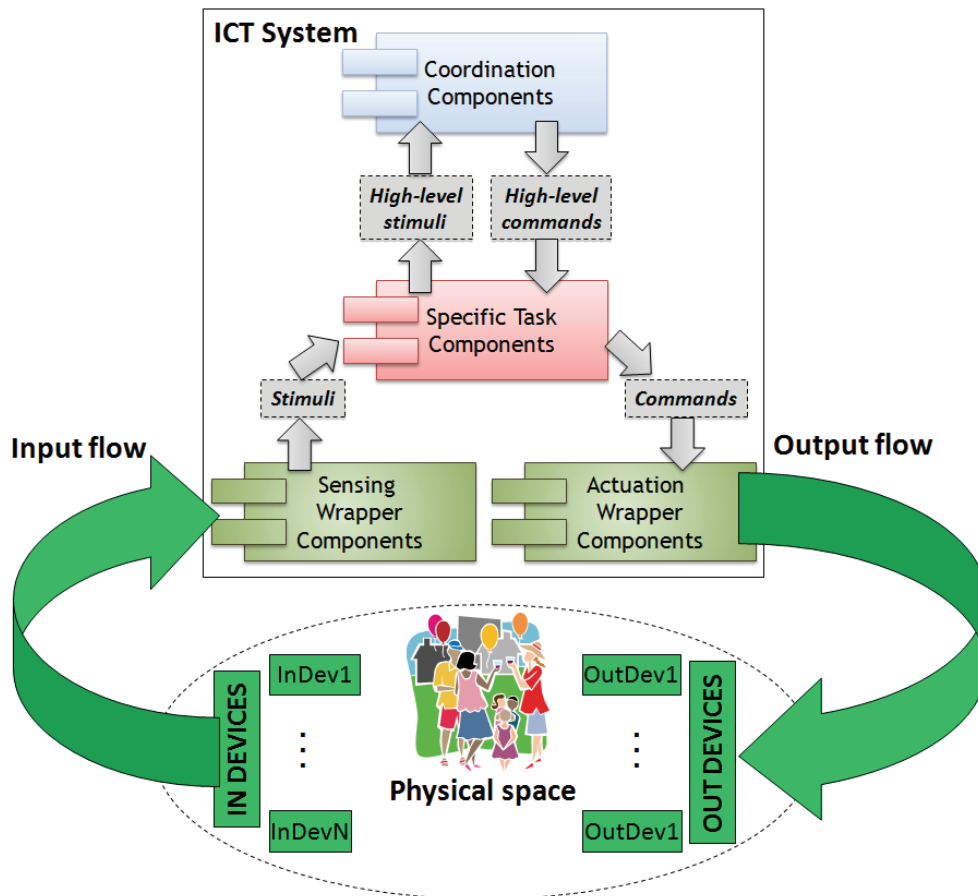 ICT System
Coordination
Components
High-level
stimuli
High-level
commands
Specific Task
Components
Stimuli
Commands
Input flow
Output flow
Sensing
Wrapper
Components
Actuation
Wrapper
Components
IN DEVICES
InDev1
⋮
InDevN
Physical space
OutDev1
⋮
OutDev1
OUT DEVICES